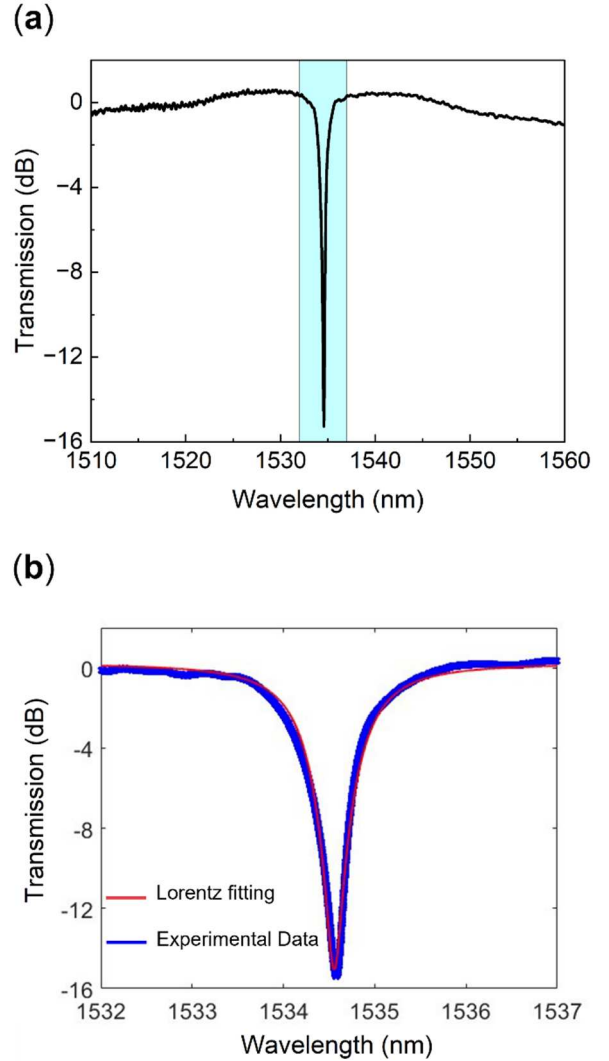 (a)
0
−4
−8
−12
−16
Transmission (dB)
1510 1520 1530 1540 1550 1560
Wavelength (nm)
(b)
0
-4
-8
-12
-16
Transmission (dB)
Lorentz fitting
Experimental Data
1532 1533 1534 1535 1536 1537
Wavelength (nm)